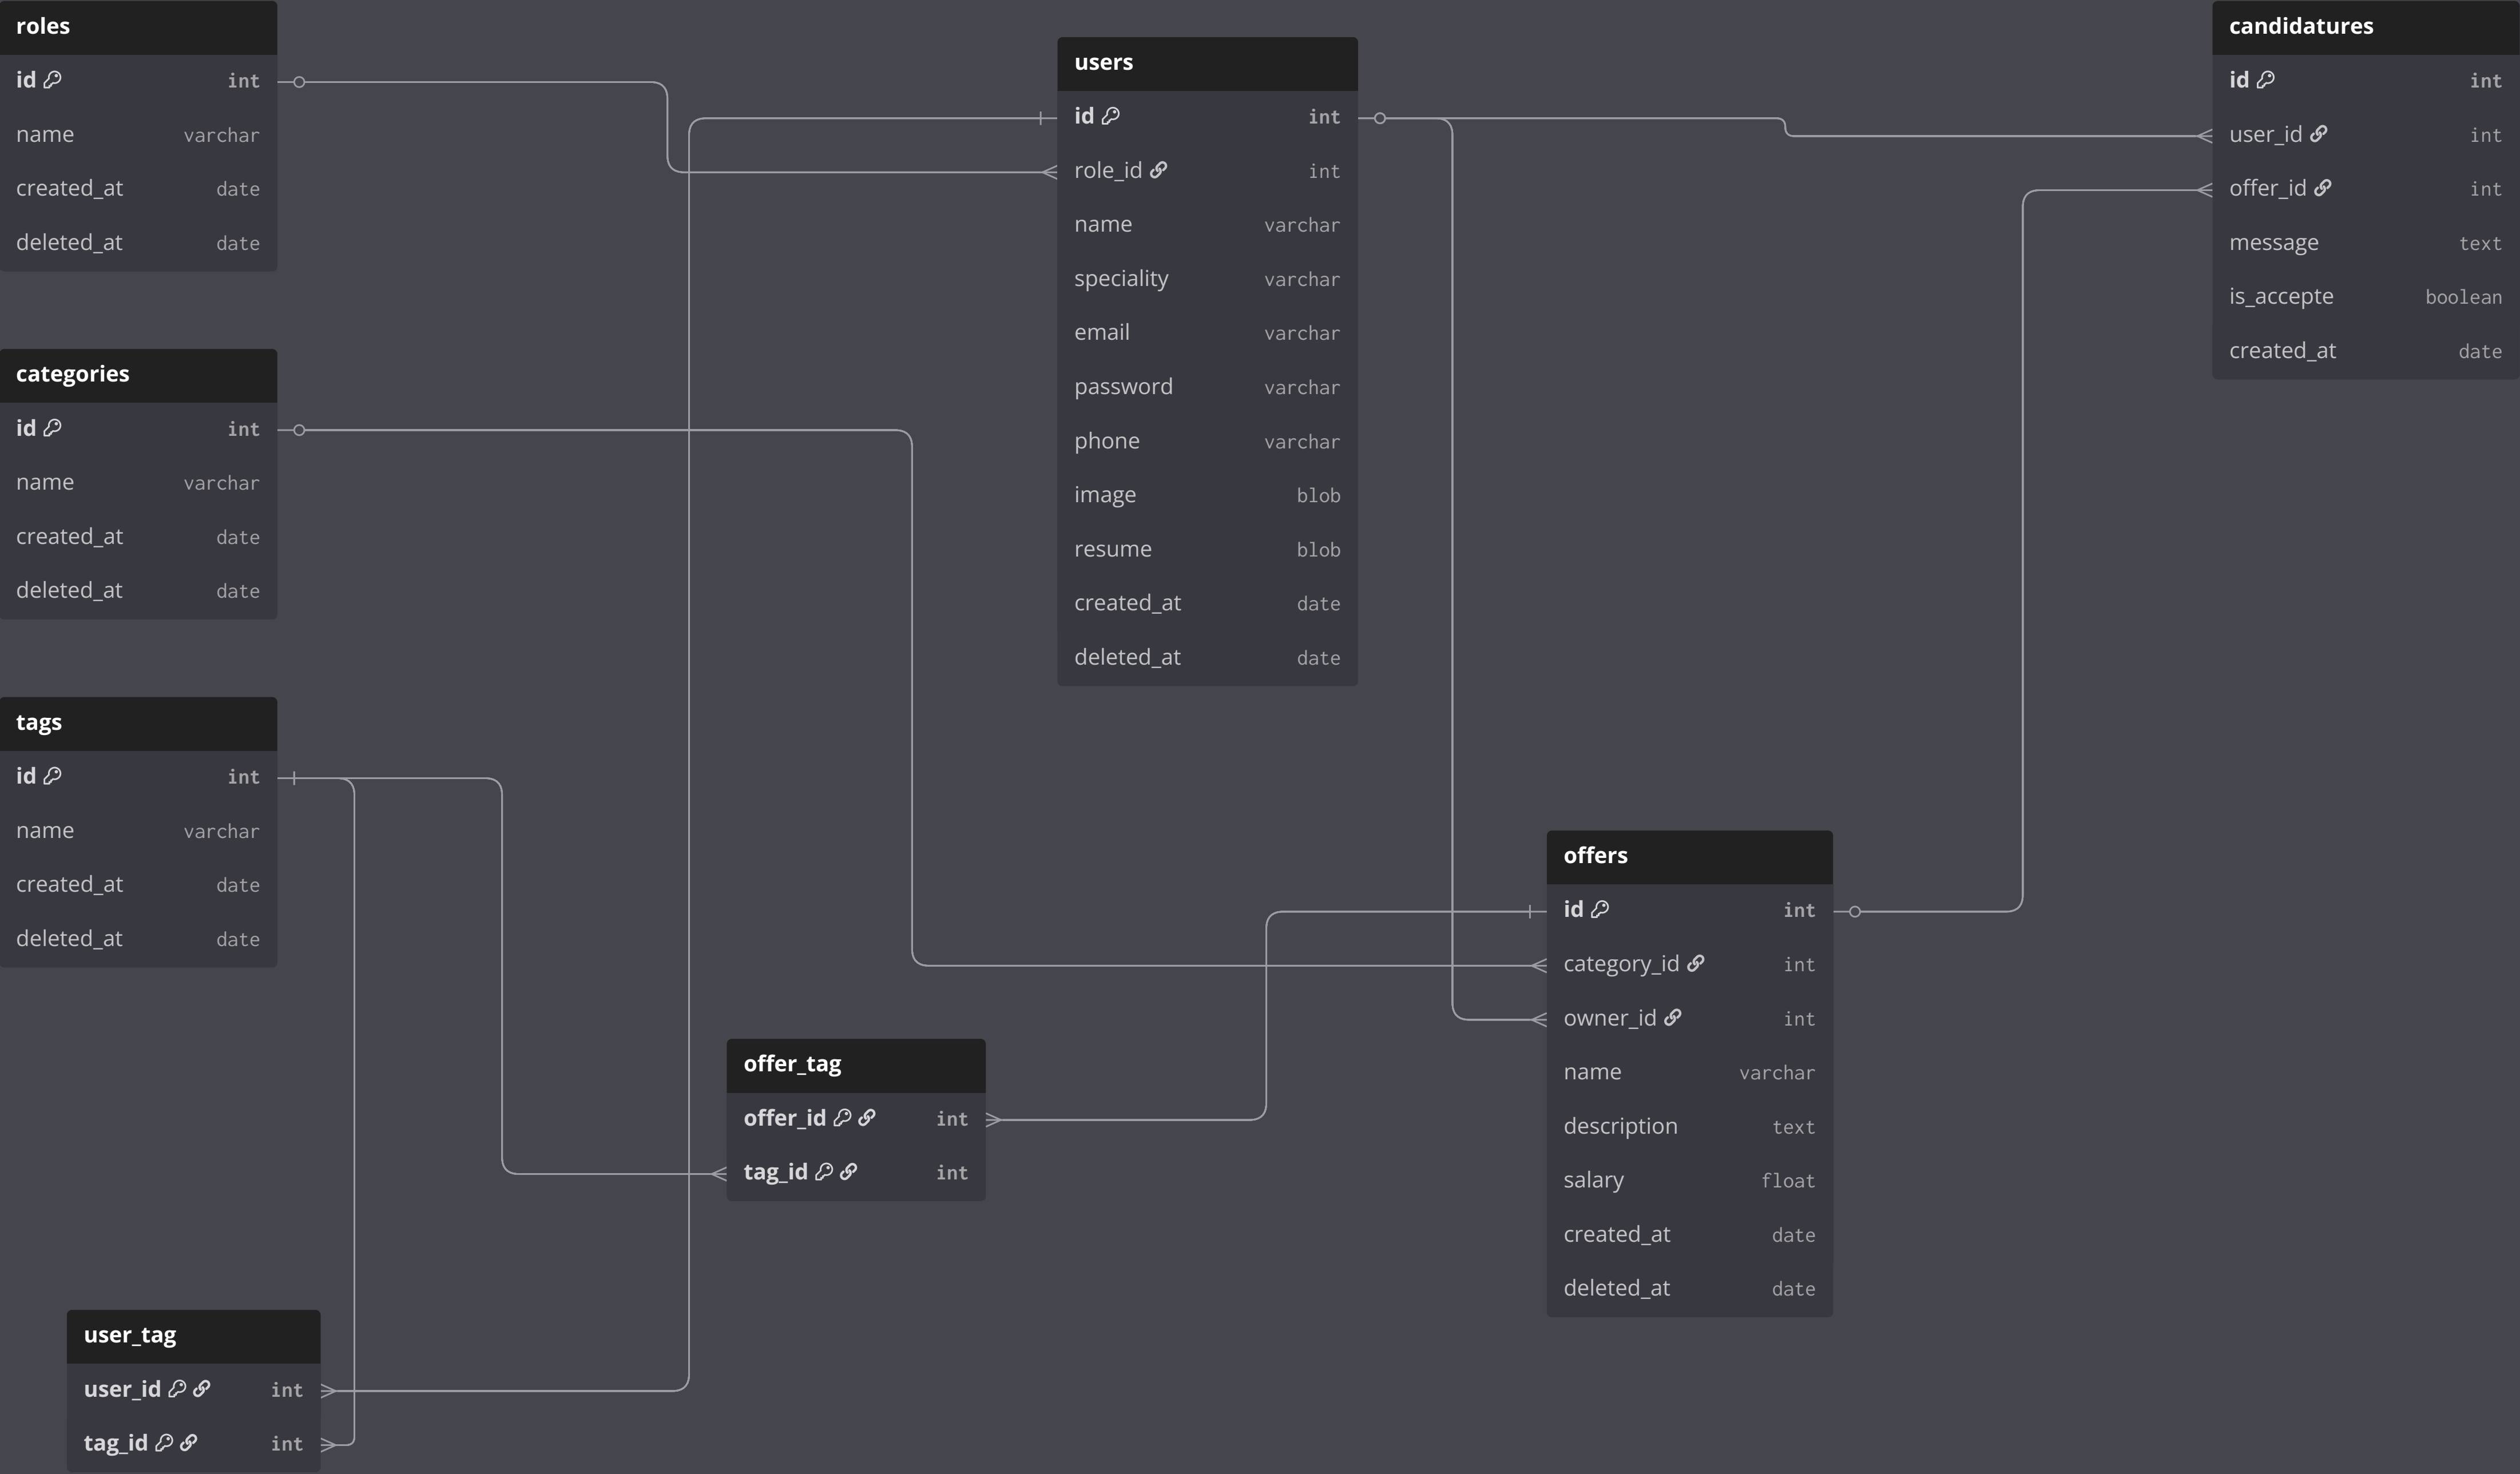 roles
id int
name varchar
created_at date
deleted_at date
categories
id int
name varchar
created_at date
deleted_at date
tags
id int
name varchar
created_at date
deleted_at date
user_tag
user_id int
tag_id int
offer_tag
offer_id int
tag_id int
users
id int
role_id int
name varchar
speciality varchar
email varchar
password varchar
phone varchar
image blob
resume blob
created_at date
deleted_at date
offers
id int
category_id int
owner_id int
name varchar
description text
salary float
created_at date
deleted_at date
candidatures
id int
user_id int
offer_id int
message text
is_accepte boolean
created_at date